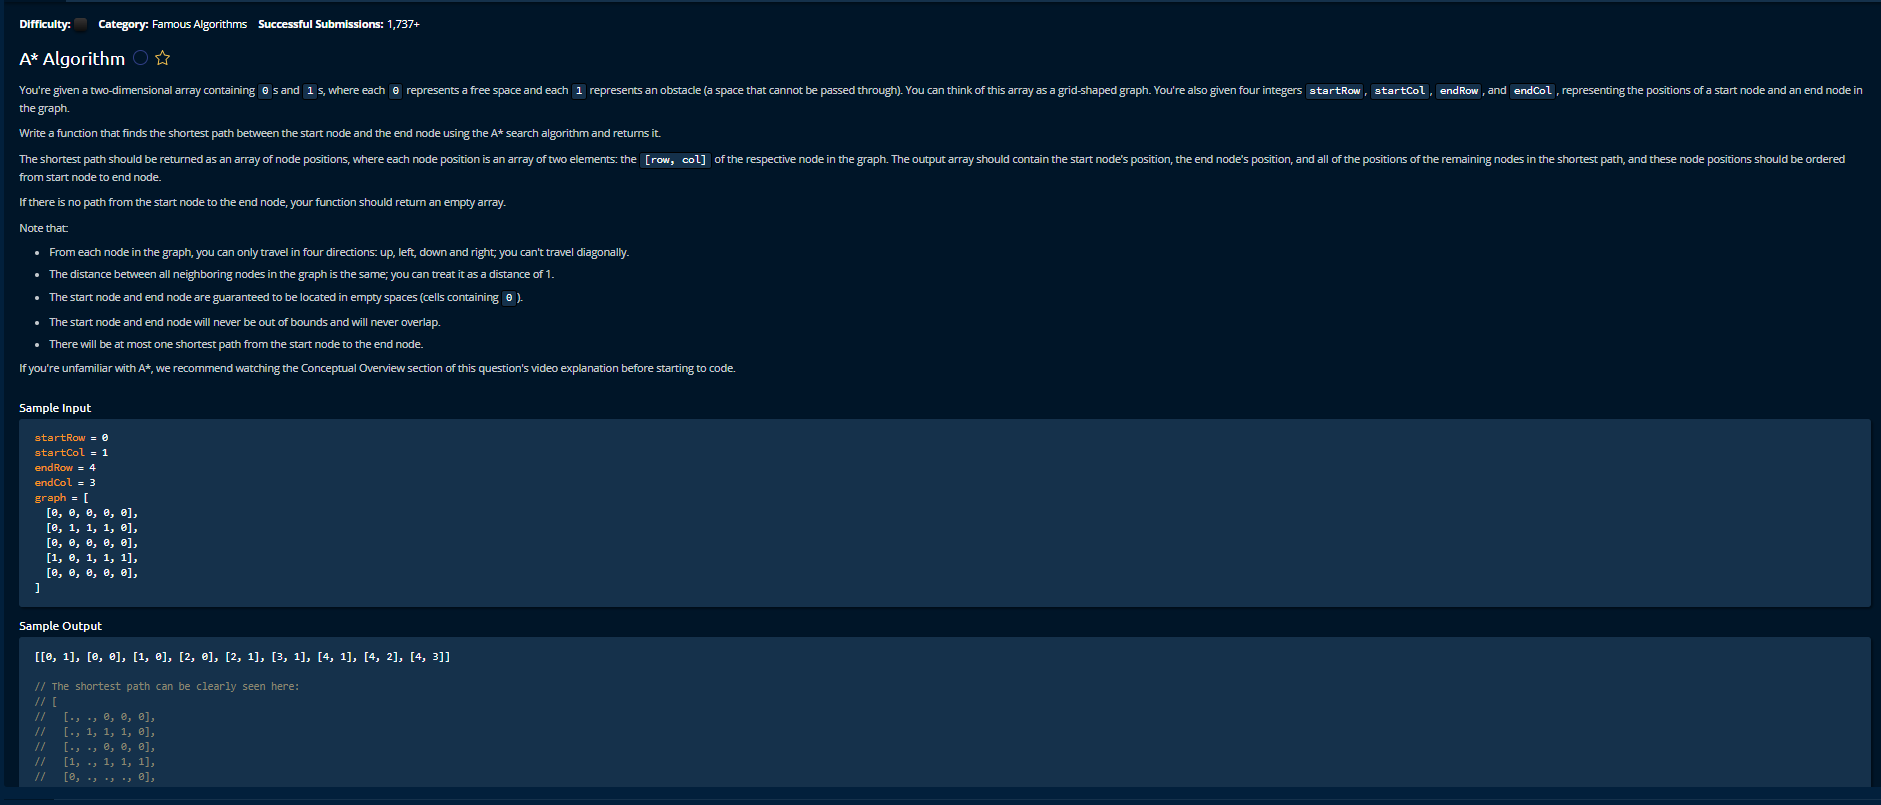 Difficulty: Category: Famous Algorithms Successful Submissions: 1,737+
A* Algorithm
You're given a two-dimensional array containing 0 s and 1 s, where each 0 represents a free space and each 1 represents an obstacle (a space that cannot be passed through). You can think of this array as a grid-shaped graph. You're also given four integers startRow, startCol, endRow, and endCol, representing the positions of a start node and an end node in
the graph.
Write a function that finds the shortest path between the start node and the end node using the A* search algorithm and returns it.
The shortest path should be returned as an array of node positions, where each node position is an array of two elements: the [row, col] of the respective node in the graph. The output array should contain the start node's position, the end node's position, and all of the positions of the remaining nodes in the shortest path, and these node positions should be ordered
from start node to end node.
If there is no path from the start node to the end node, your function should return an empty array.
Note that:
• From each node in the graph, you can only travel in four directions: up, left, down and right; you can't travel diagonally.
• The distance between all neighboring nodes in the graph is the same; you can treat it as a distance of 1.
• The start node and end node are guaranteed to be located in empty spaces (cells containing 0 ).
• The start node and end node will never be out of bounds and will never overlap.
• There will be at most one shortest path from the start node to the end node.
If you're unfamiliar with A*, we recommend watching the Conceptual Overview section of this question's video explanation before starting to code.
Sample Input
startRow = 0
startCol = 1
endRow = 4
endCol = 3
graph = [
[0, 0, 0, 0, 0],
[0, 1, 1, 1, 0],
[0, 0, 0, 0, 0],
[1, 0, 1, 1, 1],
[0, 0, 0, 0, 0],
]
Sample Output
[[0, 1], [0, 0], [1, 0], [2, 0], [2, 1], [3, 1], [4, 1], [4, 2], [4, 3]]
// The shortest path can be clearly seen here:
// [
// [., ., 0, 0, 0],
// [., 1, 1, 1, 0],
// [., ., 0, 0, 0],
// [1, ., 1, 1, 1],
// [0, ., ., ., 0],